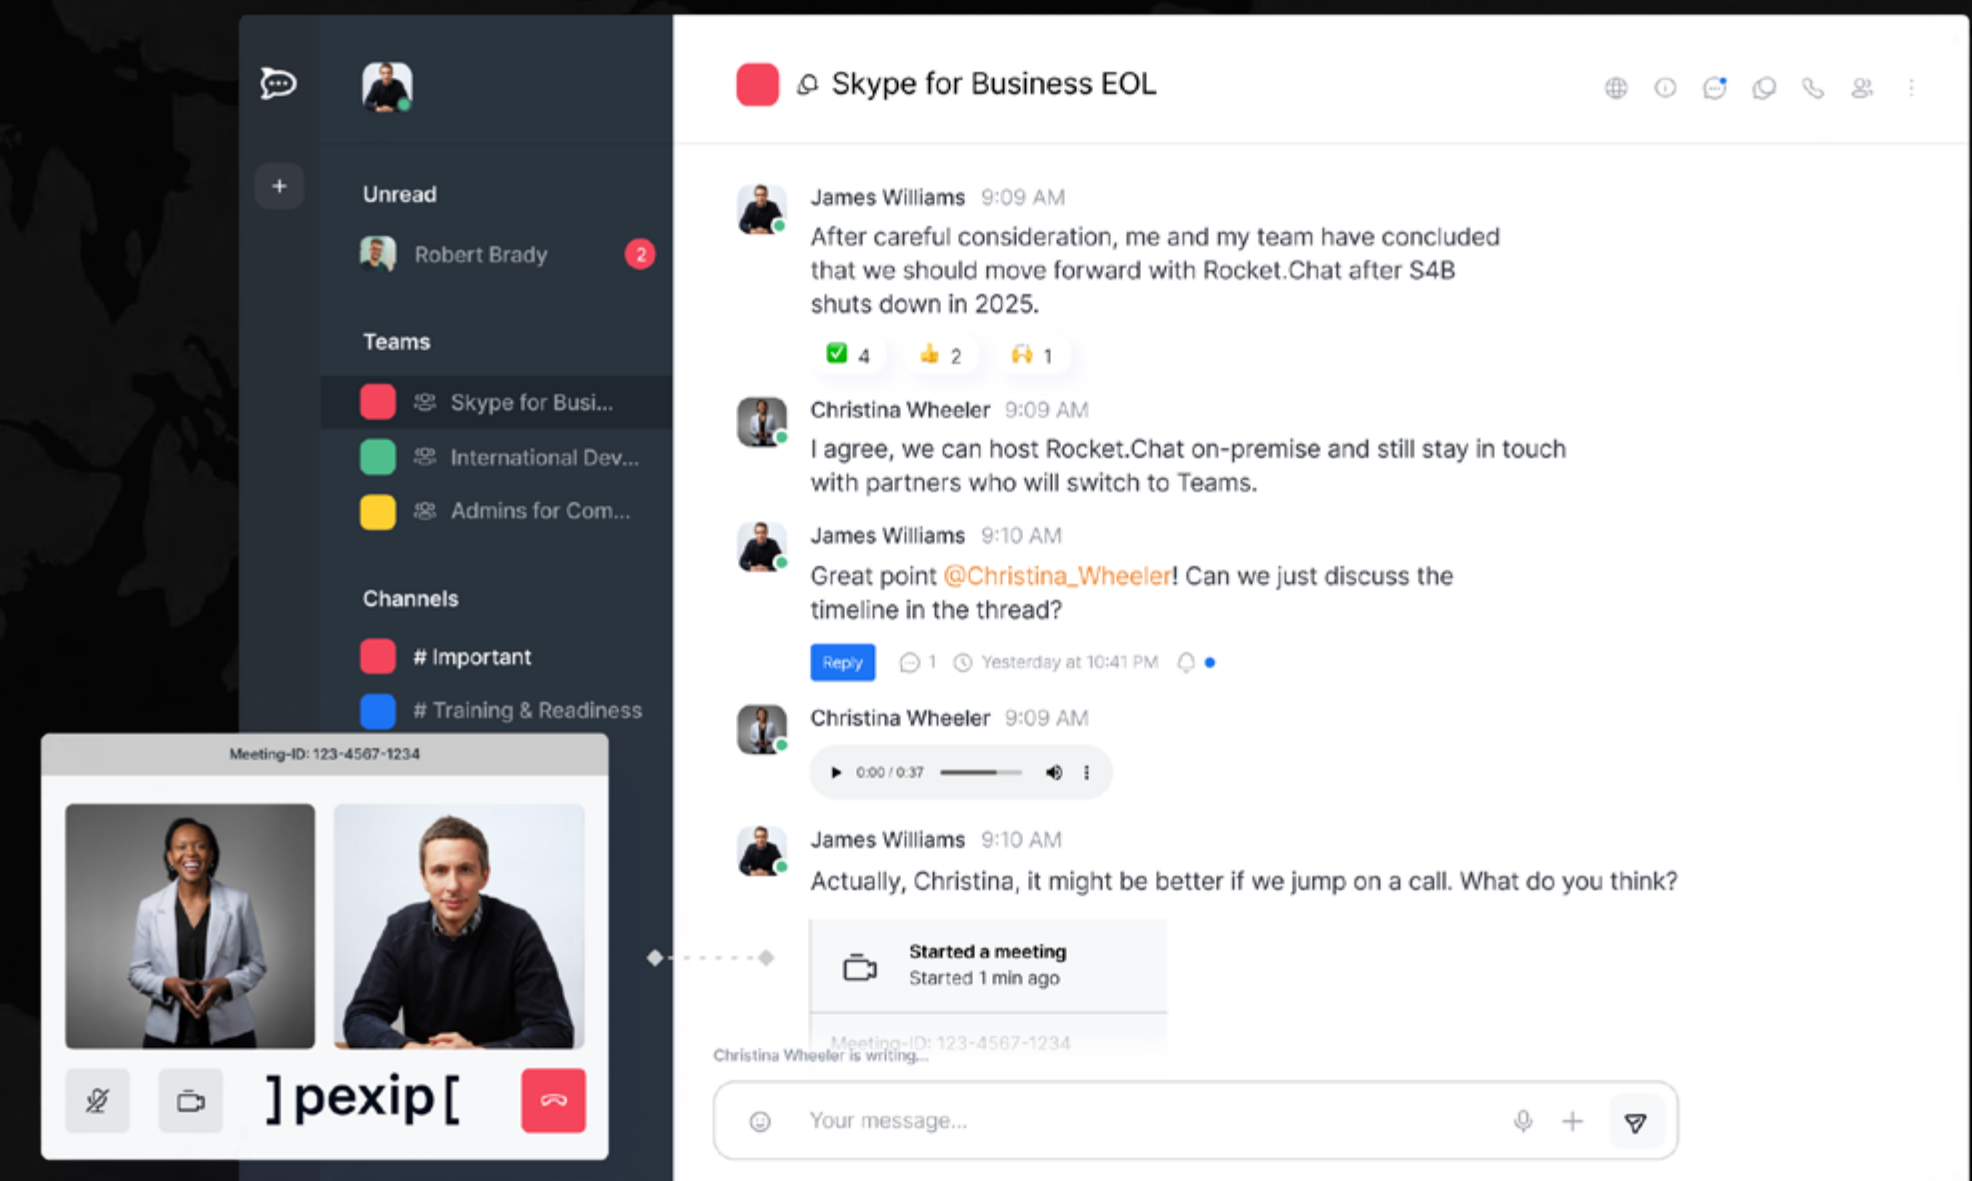 Skype for Business EOL
Unread
Robert Brady 2
Teams
Skype for Busi...
International Dev...
Admins for Com...
Channels
# Important
# Training & Readiness
James Williams 9:09 AM
After careful consideration, me and my team have concluded
that we should move forward with Rocket.Chat after S4B
shuts down in 2025.
4 2 1
Christina Wheeler 9:09 AM
I agree, we can host Rocket.Chat on-premise and still stay in touch
with partners who will switch to Teams.
James Williams 9:10 AM
Great point @Christina_Wheeler! Can we just discuss the
timeline in the thread?
Reply 1 Yesterday at 10:41 PM
Christina Wheeler 9:09 AM
0:00 / 0:37
James Williams 9:10 AM
Actually, Christina, it might be better if we jump on a call. What do you think?
Started a meeting
Started 1 min ago
Meeting-ID: 123-4567-1234
Christina Wheeler is writing...
Your message...
Meeting-ID: 123-4567-1234
]pexip[